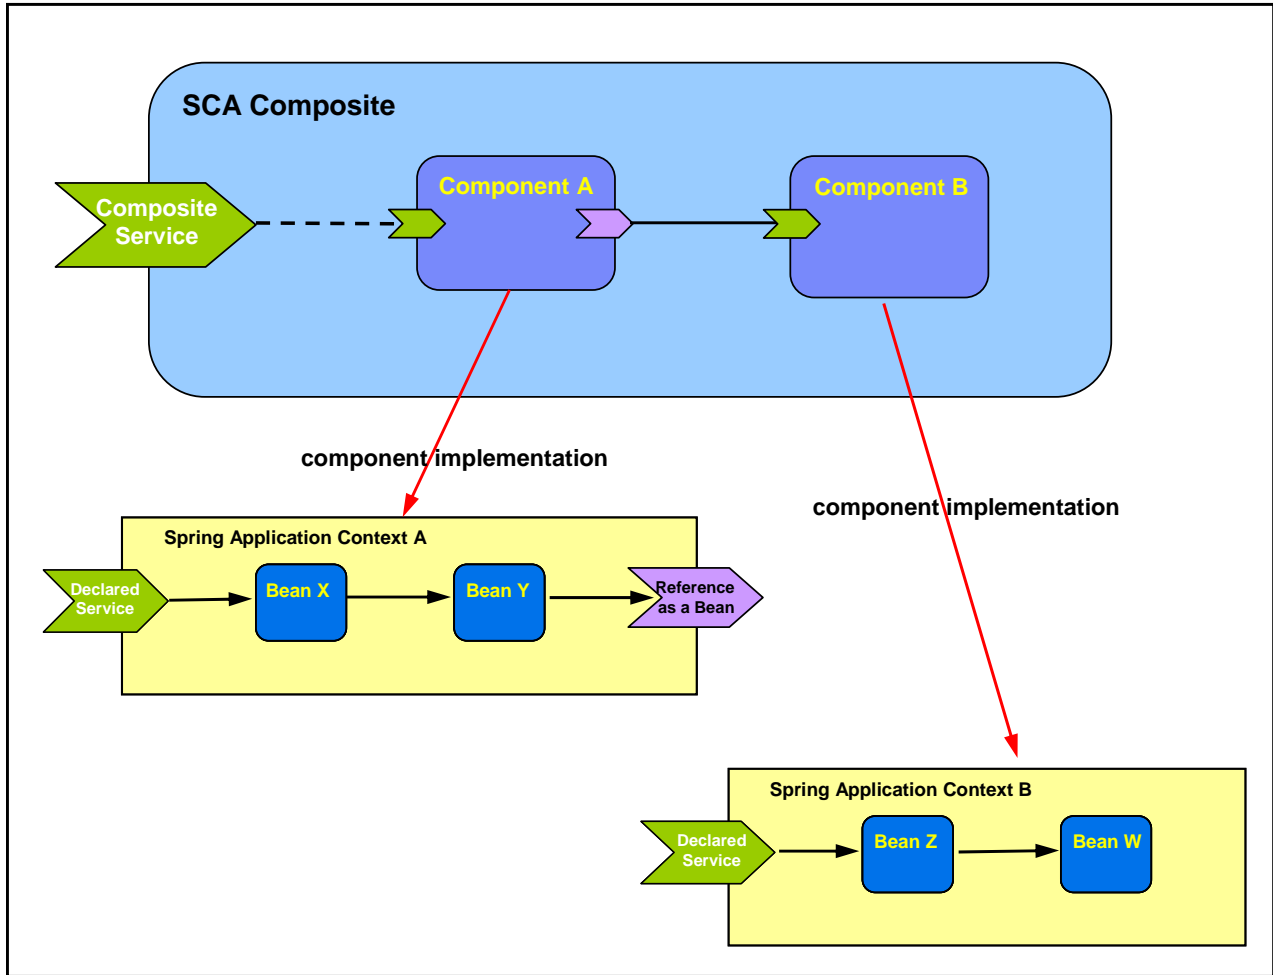 SCA Composite
Composite
Service
Component A
Component B
component implementation
component implementation
Spring Application Context A
Declared
Service
Bean X
Bean Y
Reference
as a Bean
Spring Application Context B
Declared
Service
Bean Z
Bean W